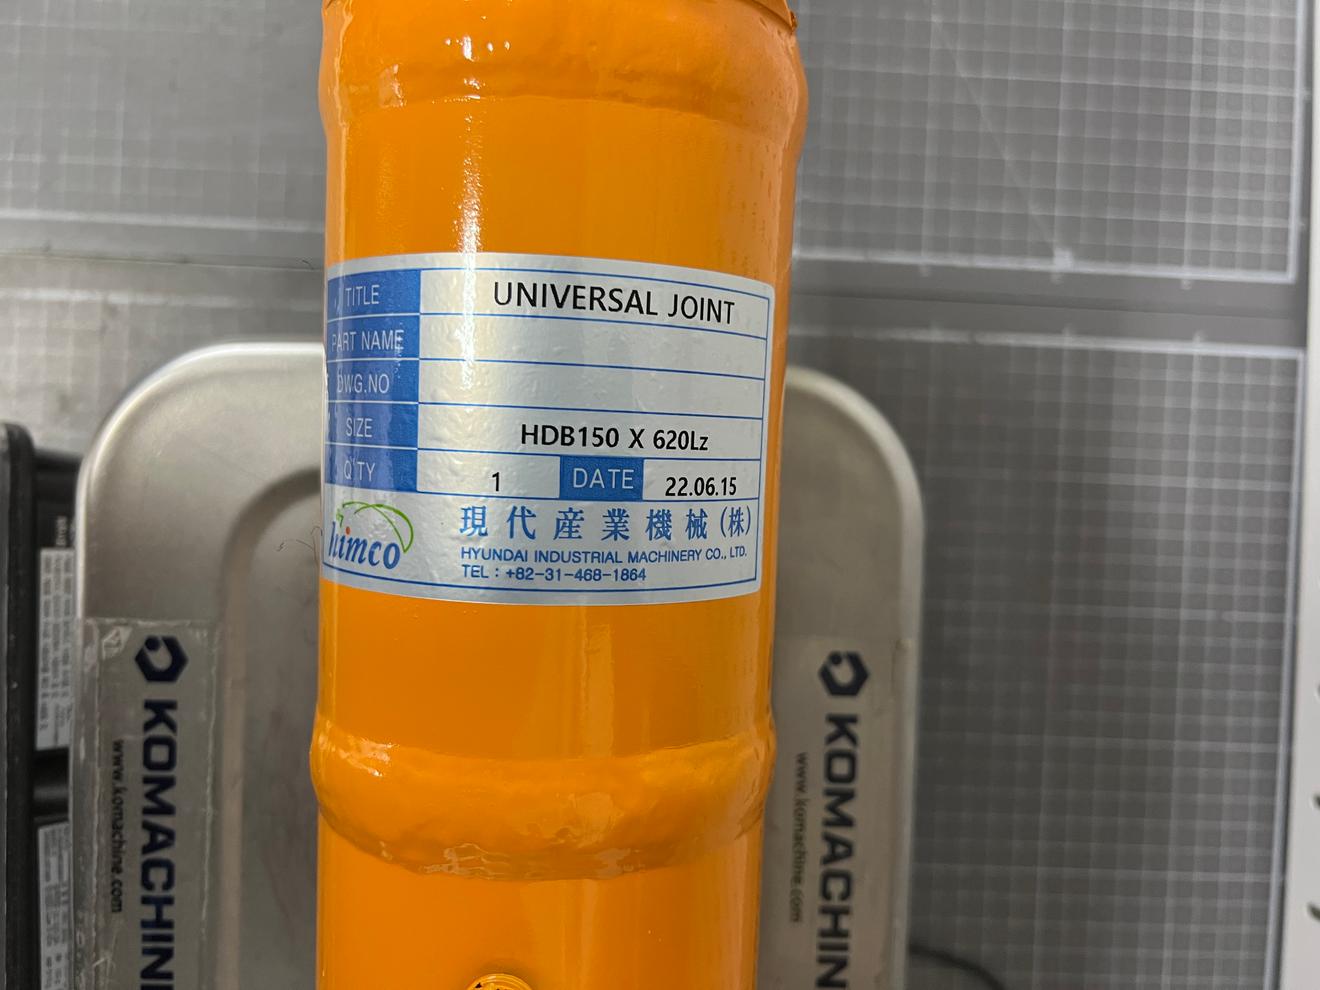 TITLE UNIVERSAL JOINT
PART NAME
DWG.NO
SIZE HDB150 X 620Lz
Q'TY 1 DATE 22.06.15
himco
現代産業機械(株)
HYUNDAI INDUSTRIAL MACHINERY CO., LTD.
TEL : +82-31-468-1864
KOMACHIN
www.komachine.com
KOMACHIN
www.komachine.com